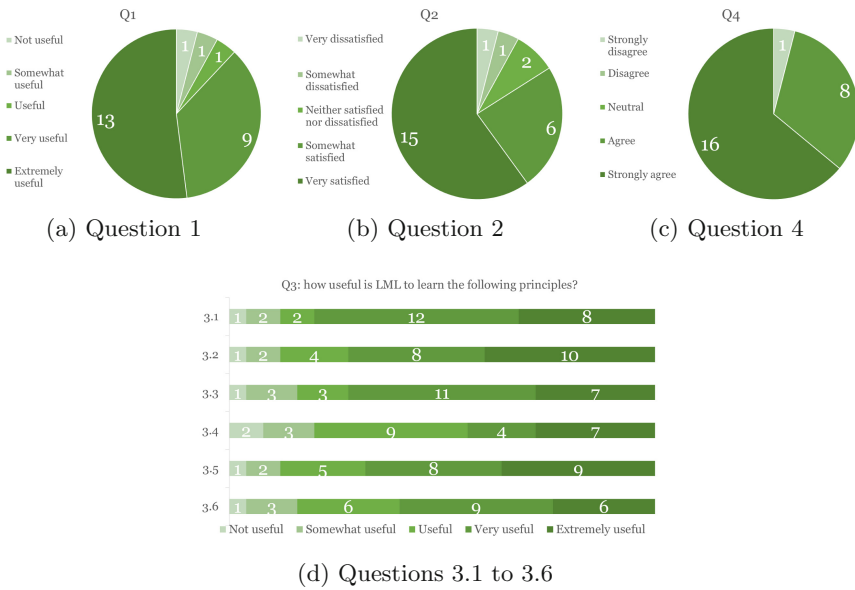 Q1
Not useful
Somewhat
useful
Useful
Very useful
Extremely
useful
1
1
1
9
13
(a) Question 1
Q2
Very dissatisfied
Somewhat
dissatisfied
Neither satisfied
nor dissatisfied
Somewhat
satisfied
Very satisfied
1
1
2
6
15
(b) Question 2
Q4
Strongly
disagree
Disagree
Neutral
Agree
Strongly agree
1
8
16
(c) Question 4
Q3: how useful is LML to learn the following principles?
3.1 1 2 2 12 8
3.2 1 2 4 8 10
3.3 1 3 3 11 7
3.4 2 3 9 4 7
3.5 1 2 5 8 9
3.6 1 3 6 9 6
Not useful Somewhat useful Useful Very useful Extremely useful
(d) Questions 3.1 to 3.6